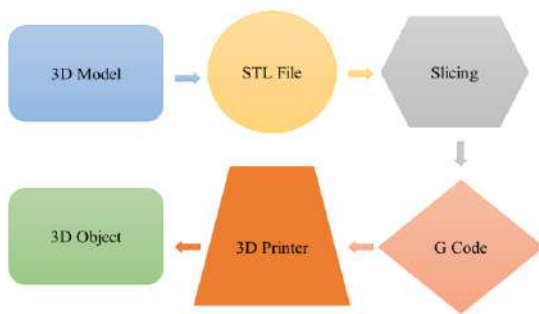 3D Model
STL File
Slicing
3D Object
3D Printer
G Code